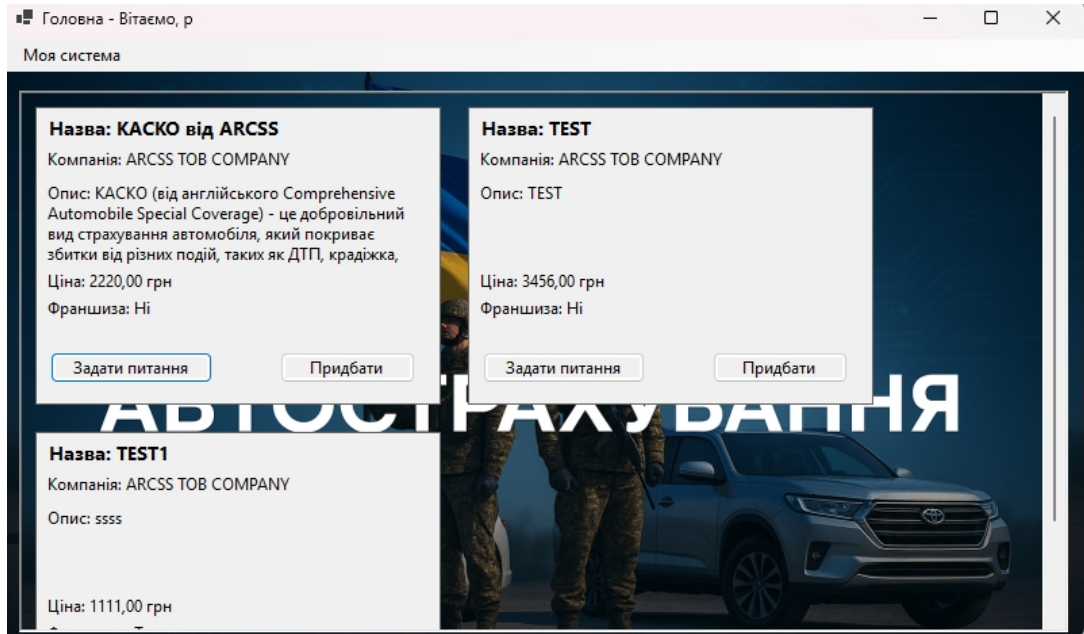 Головна - Вітаємо, р
Моя система
Назва: КАСКО від ARCSS
Компанія: ARCSS ТОВ COMPANY
Опис: КАСКО (від англійського Comprehensive
Automobile Special Coverage) - це добровільний
вид страхування автомобіля, який покриває
збитки від різних подій, таких як ДТП, крадіжка,
Ціна: 2220,00 грн
Франшиза: Ні
Задати питання
Придбати
Назва: TEST
Компанія: ARCSS ТОВ COMPANY
Опис: TEST
Ціна: 3456,00 грн
Франшиза: Ні
Задати питання
Придбати
АВТОСТРАХУВАННЯ
Назва: TEST1
Компанія: ARCSS ТОВ COMPANY
Опис: ssss
Ціна: 1111,00 грн